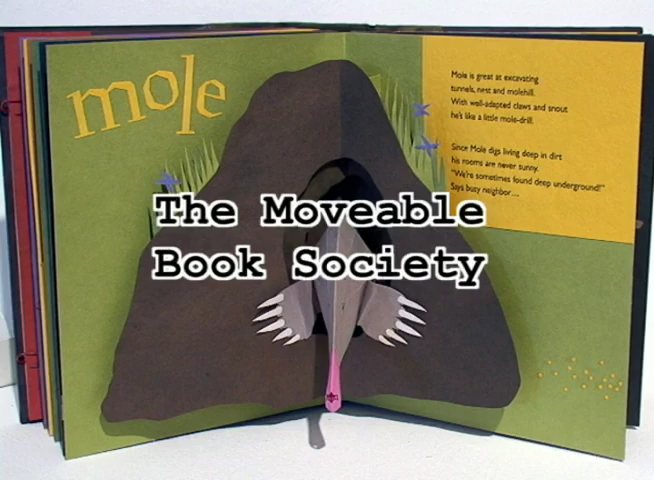 mole
Mole is great at excavating
tunnels, nest and molehill.
With well-adapted claws and snout
he's like a little mole-drill.
Since Mole digs living deep in dirt
his rooms are never sunny.
"We're sometimes found deep underground!"
Says busy neighbor....
The Moveable
Book Society